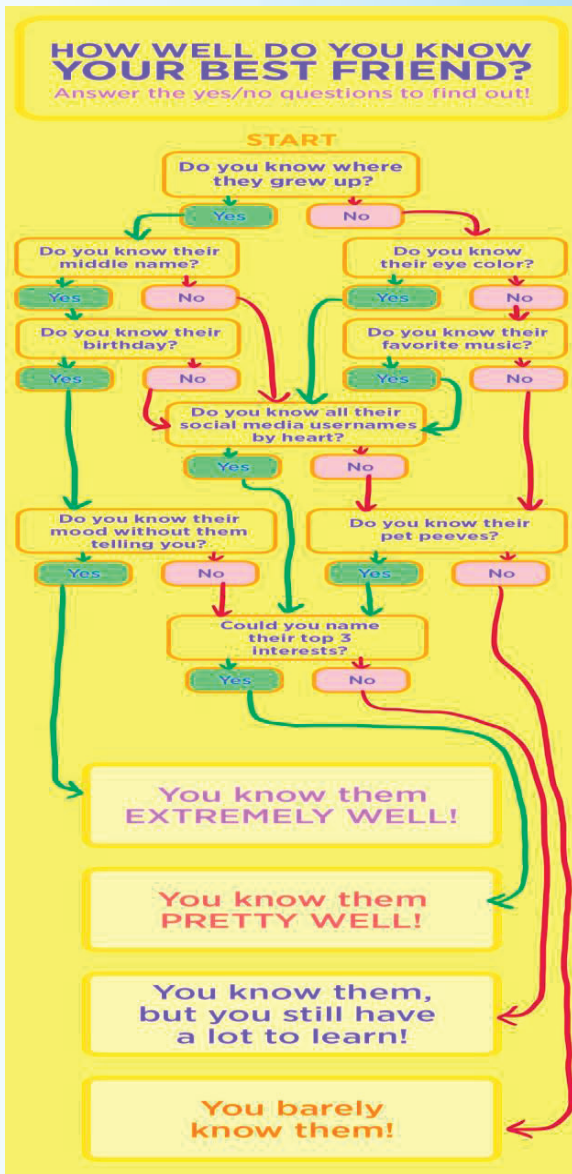 HOW WELL DO YOU KNOW
YOUR BEST FRIEND?
Answer the yes/no questions to find out!
START
Do you know where
they grew up?
Yes
No
Do you know their
middle name?
Do you know
their eye color?
Yes
No
Yes
No
Do you know their
birthday?
Do you know their
favorite music?
Yes
No
Yes
No
Do you know all their
social media usernames
by heart?
Yes
No
Do you know their
mood without them
telling you?
Do you know their
pet peeves?
Yes
No
Yes
No
Could you name
their top 3
interests?
Yes
No
You know them
EXTREMELY WELL!
You know them
PRETTY WELL!
You know them,
but you still have
a lot to learn!
You barely
know them!